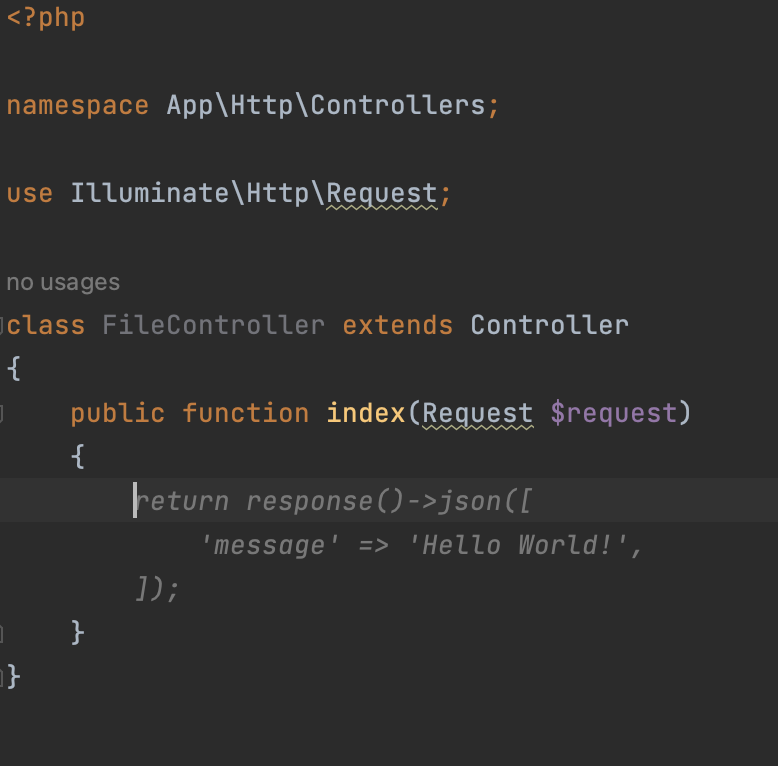 <?php
namespace App\Http\Controllers;
use Illuminate\Http\Request;
no usages
class FileController extends Controller
{
public function index(Request $request)
{
return response()->json([
'message' => 'Hello World!',
]);
}
}